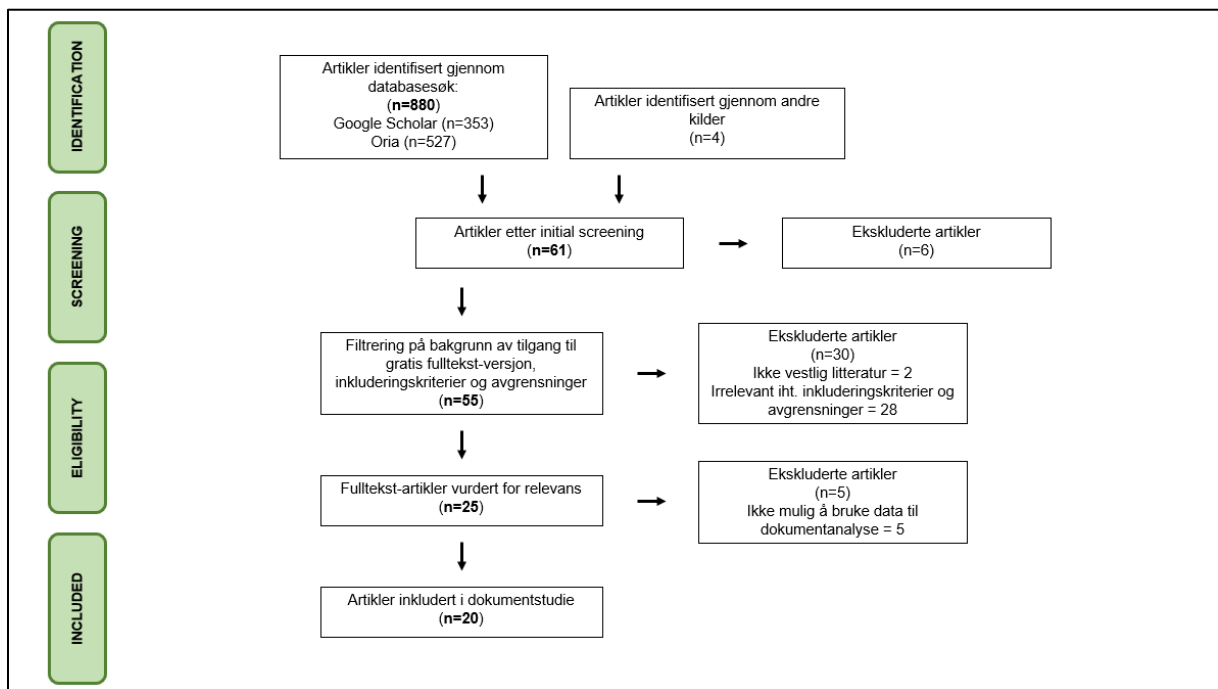 IDENTIFICATION
Artikler identifisert gjennom
databasesøk:
(n=880)
Google Scholar (n=353)
Oria (n=527)
Artikler identifisert gjennom andre
kilder
(n=4)
SCREENING
Artikler etter initial screening
(n=61)
Ekskluderte artikler
(n=6)
Filtrering på bakgrunn av tilgang til
gratis fulltekst-versjon,
inkluderingskriterier og avgrensninger
(n=55)
Ekskluderte artikler
(n=30)
Ikke vestlig litteratur = 2
Irrelevant iht. inkluderingskriterier og
avgrensninger = 28
ELIGIBILITY
Fulltekst-artikler vurdert for relevans
(n=25)
Ekskluderte artikler
(n=5)
Ikke mulig å bruke data til
dokumentanalyse = 5
INCLUDED
Artikler inkludert i dokumentstudie
(n=20)